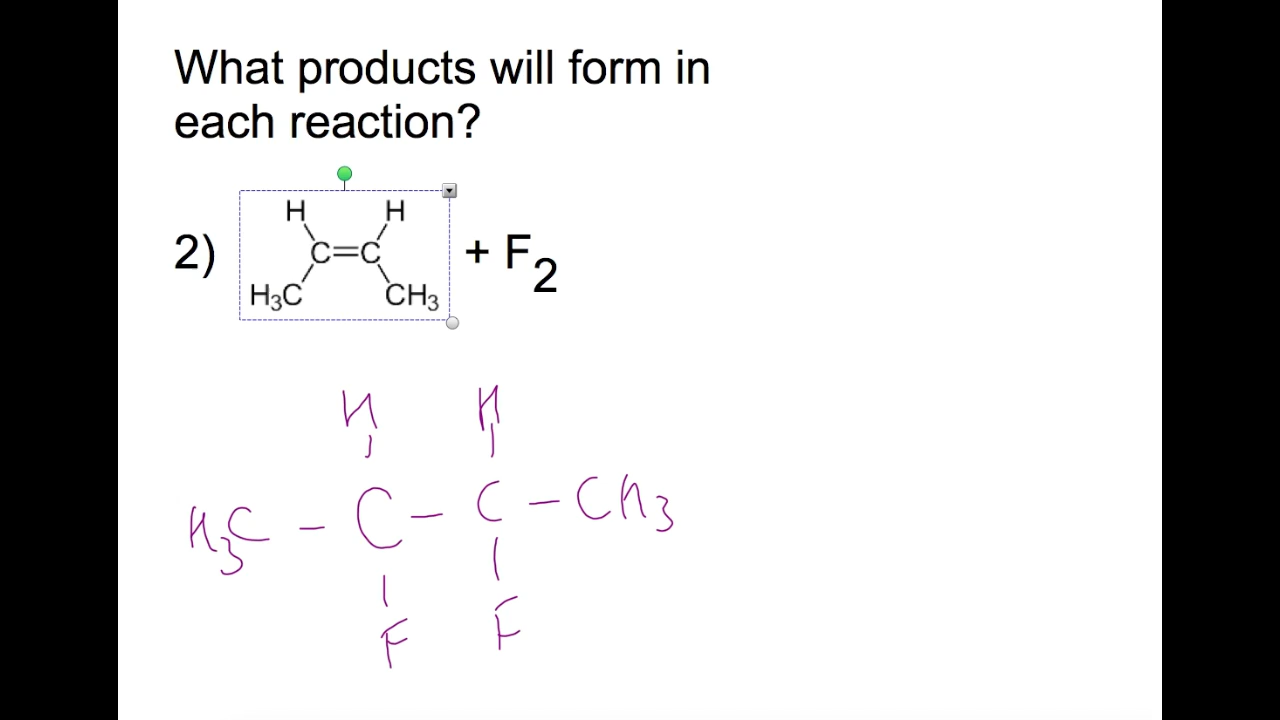 What products will form in
each reaction?
H H
2) C=C + F2
H3C CH3
H H
H3C - C - C - CH3
F F